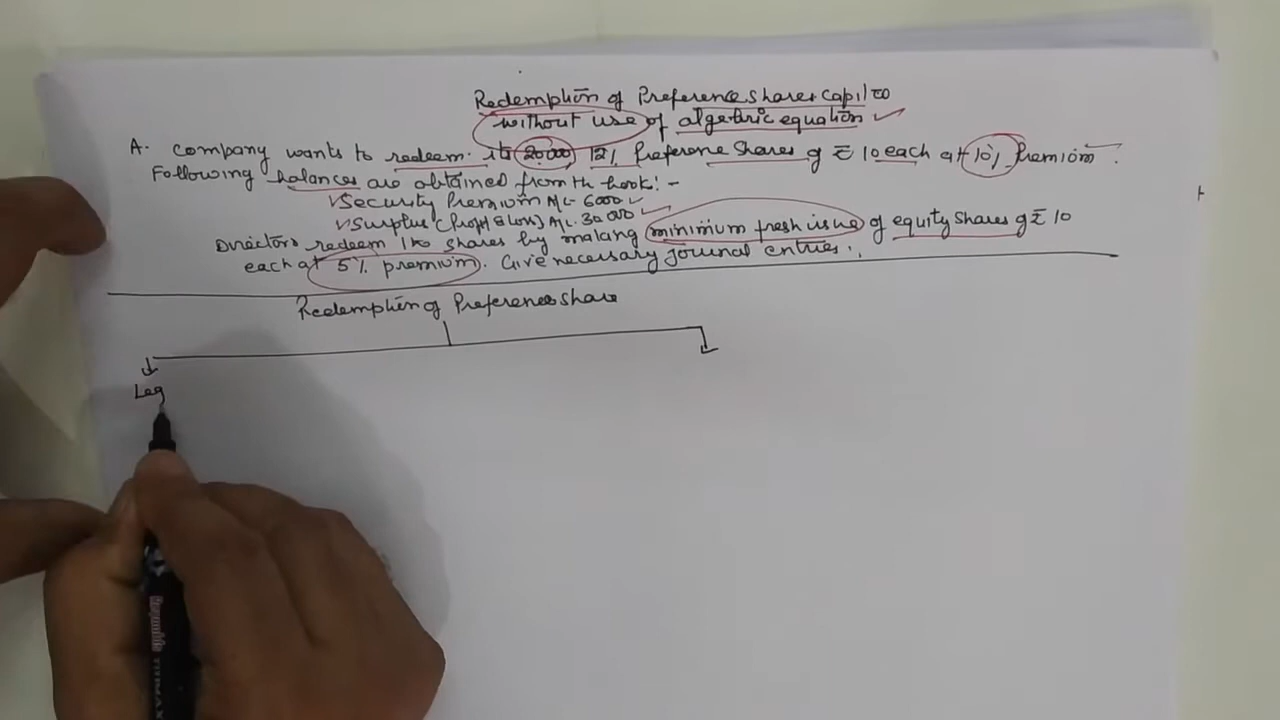 Redemption of Preference share capital
without use of algebric equation
A. company wants to redeem its 20000, 12% Preference Shares of ₹ 10 each at 10% Premium.
Following balances are obtained from th book:-
Security Premium A/c- 6000
Surplus (Profit & Loss) A/c. 30000
Directors redeem the shares by making minimum fresh issue of equity shares of ₹ 10
each at 5% premium. Give necessary journal entries.
Redemption of Preference share
Leg